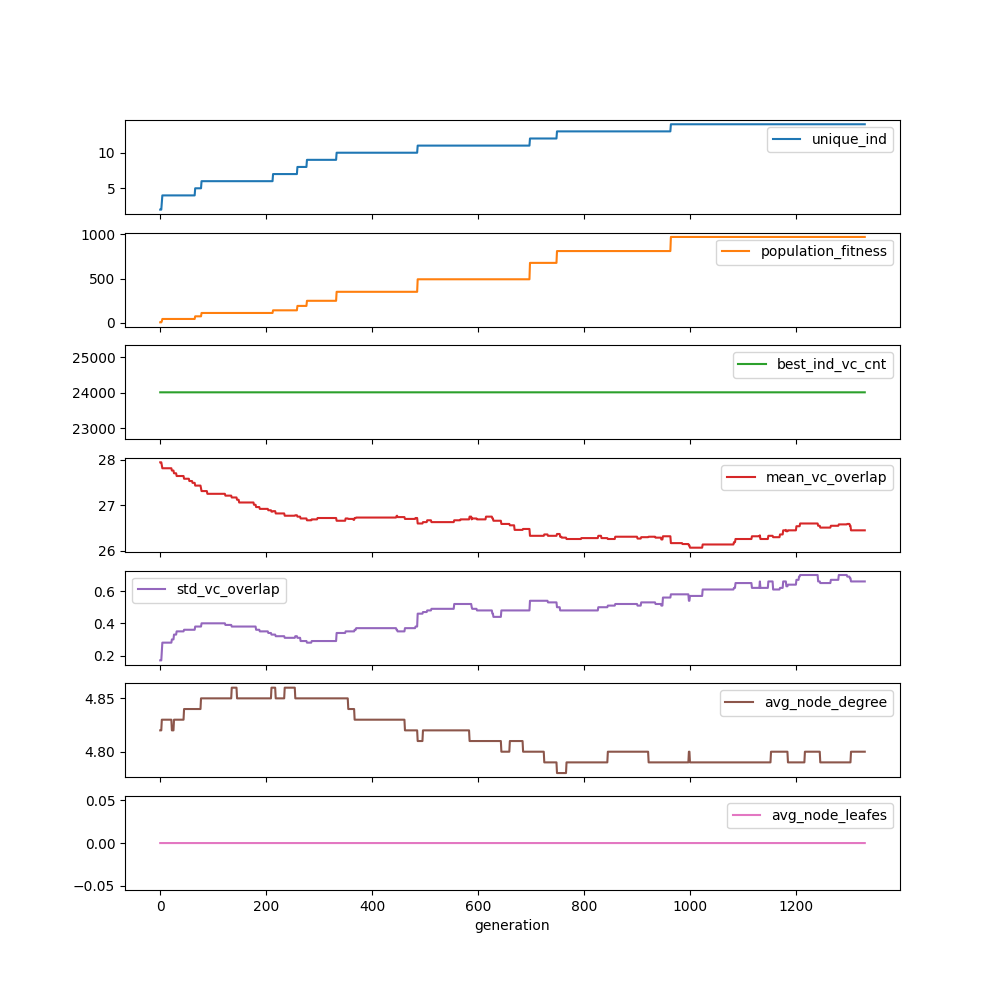 10
5
unique_ind
1000
500
0
population_fitness
25000
24000
23000
best_ind_vc_cnt
28
27
26
mean_vc_overlap
0.6
0.4
0.2
std_vc_overlap
4.85
4.80
avg_node_degree
0.05
0.00
−0.05
avg_node_leafes
0 200 400 600 800 1000 1200
generation